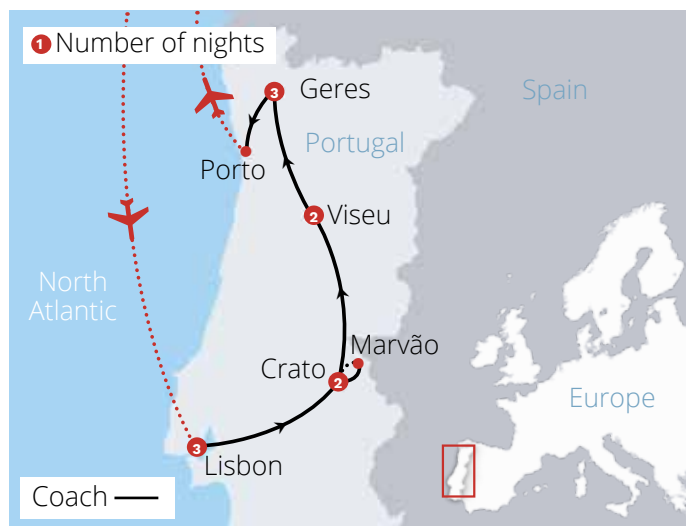 1 Number of nights
3 Geres
Spain
Portugal
Porto
2 Viseu
North
Atlantic
Marvão
Crato 2
Europe
3
Lisbon
Coach